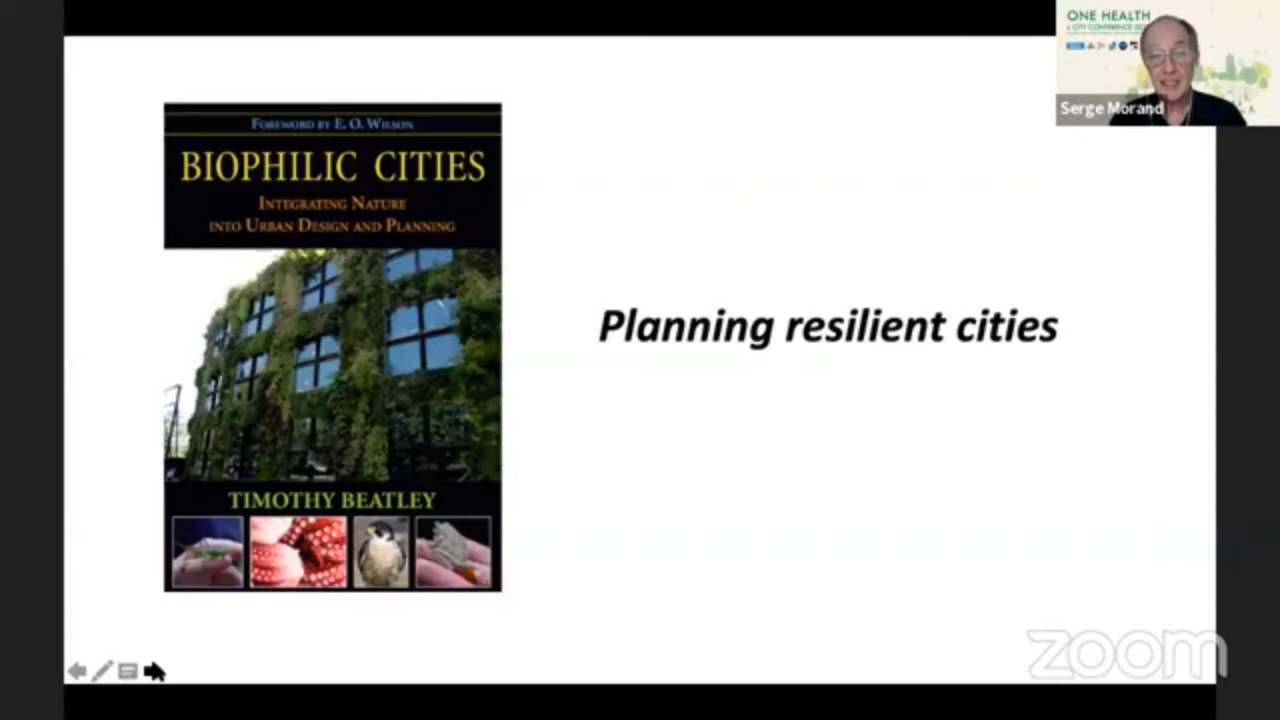 ONE HEALTH
Serge Morand
FOREWORD BY E. O. WILSON
BIOPHILIC CITIES
INTEGRATING NATURE
INTO URBAN DESIGN AND PLANNING
TIMOTHY BEATLEY
Planning resilient cities
zoom